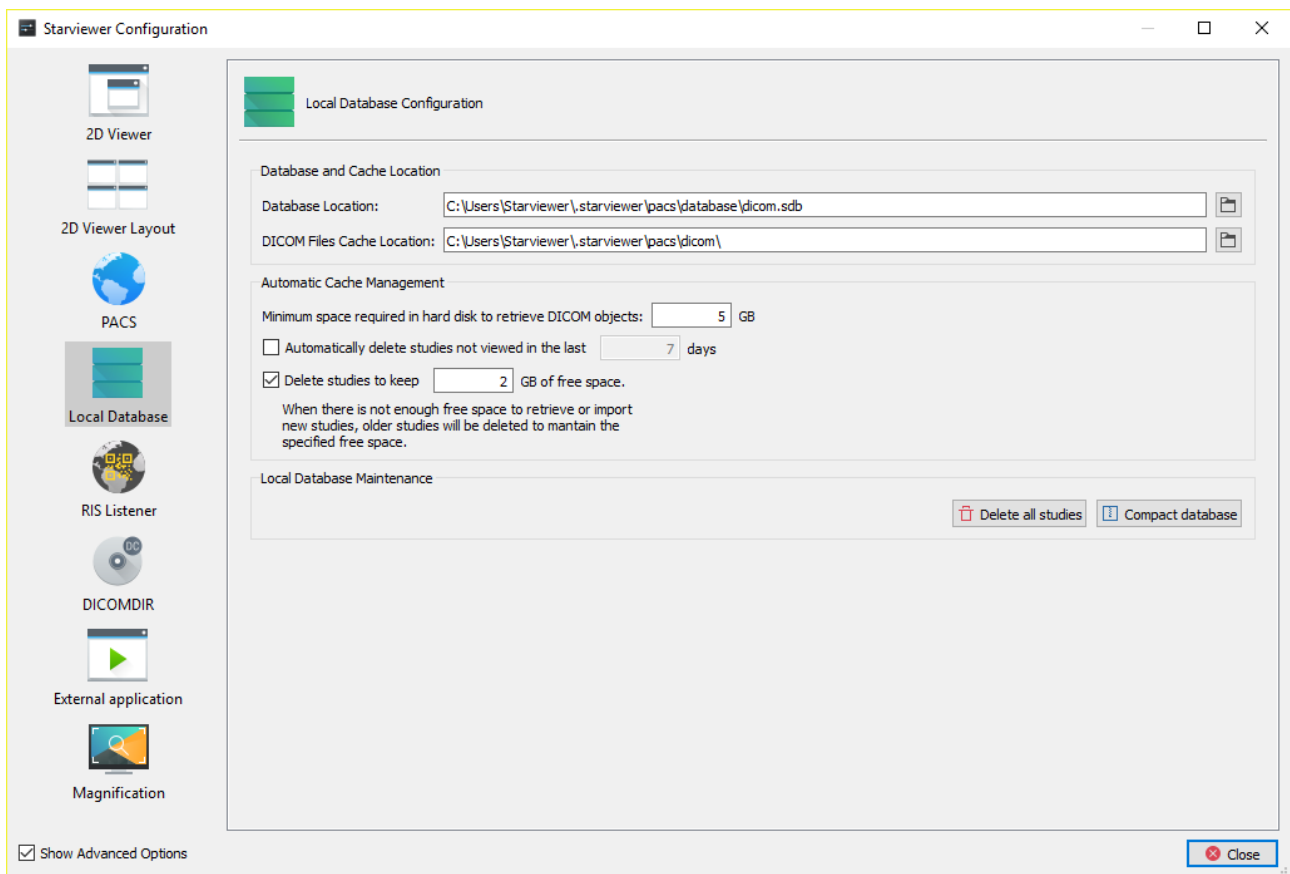 Starviewer Configuration
2D Viewer
2D Viewer Layout
PACS
Local Database
RIS Listener
DC
DICOMDIR
External application
Magnification
Local Database Configuration
Database and Cache Location
Database Location: C:\Users\Starviewer\.starviewer\pacs\database\dicom.sdb
DICOM Files Cache Location: C:\Users\Starviewer\.starviewer\pacs\dicom\
Automatic Cache Management
Minimum space required in hard disk to retrieve DICOM objects: 5 GB
Automatically delete studies not viewed in the last 7 days
Delete studies to keep 2 GB of free space.
When there is not enough free space to retrieve or import
new studies, older studies will be deleted to mantain the
specified free space.
Local Database Maintenance
Delete all studies Compact database
Show Advanced Options
Close